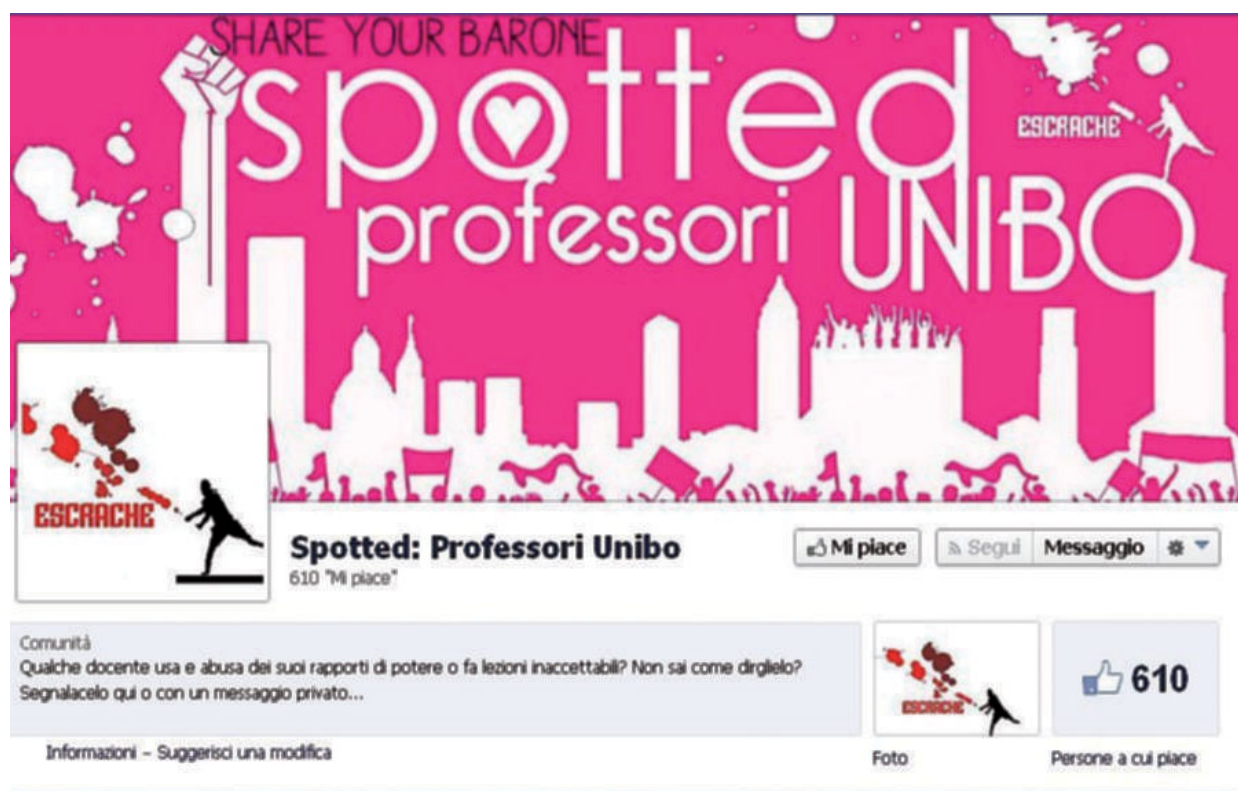 SHARE YOUR BARONE
spotted
ESCRACHE
professori UNIBO
ESCRACHE
Spotted: Professori Unibo
610 "Mi piace"
Mi piace
Segui
Messaggio
Comunità
Qualche docente usa e abusa dei suoi rapporti di potere o fa lezioni inaccettabili? Non sai come dirglielo?
Segnalacelo qui o con un messaggio privato...
ESCRACHE
610
Informazioni – Suggerisci una modifica
Foto
Persone a cui piace